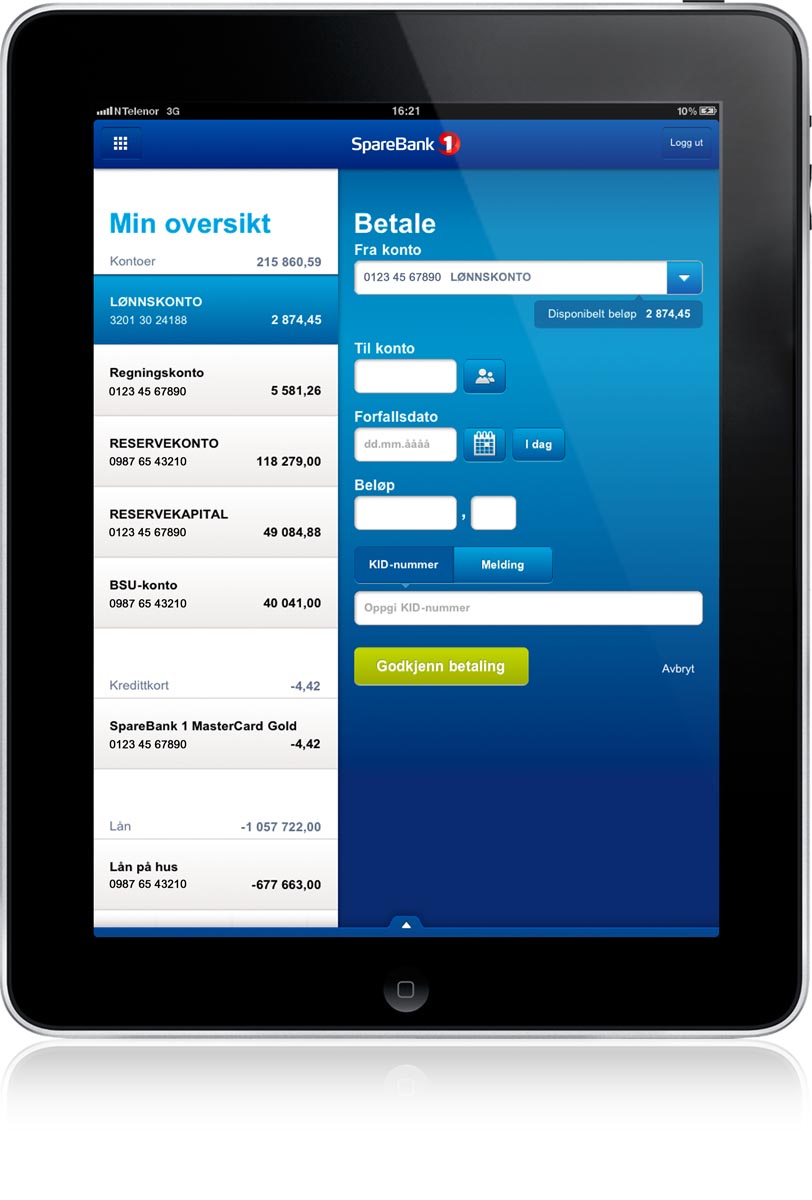 NTelenor 3G 16:21 10%
SpareBank 1 Logg ut
Min oversikt
Kontoer 215 860,59
LØNNSKONTO
3201 30 24188 2 874,45
Regningskonto
0123 45 67890 5 581,26
RESERVEKONTO
0987 65 43210 118 279,00
RESERVEKAPITAL
0123 45 67890 49 084,88
BSU-konto
0987 65 43210 40 041,00
Kredittkort -4,42
SpareBank 1 MasterCard Gold
0123 45 67890 -4,42
Lån -1 057 722,00
Lån på hus
0987 65 43210 -677 663,00
Betale
Fra konto
0123 45 67890 LØNNSKONTO
Disponibelt beløp 2 874,45
Til konto
Forfallsdato
dd.mm.åååå I dag
Beløp
,
KID-nummer Melding
Oppgi KID-nummer
Godkjenn betaling Avbryt